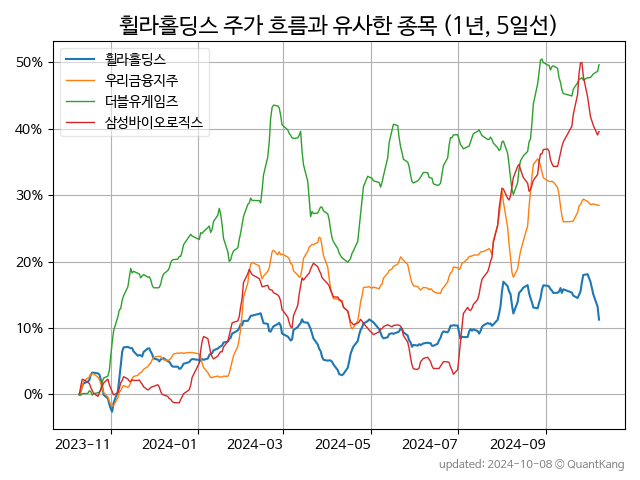 휠라홀딩스 주가 흐름과 유사한 종목 (1년, 5일선)
휠라홀딩스
우리금융지주
더블유게임즈
삼성바이오로직스
50%
40%
30%
20%
10%
0%
2023-11 2024-01 2024-03 2024-05 2024-07 2024-09
updated: 2024-10-08 © QuantKang